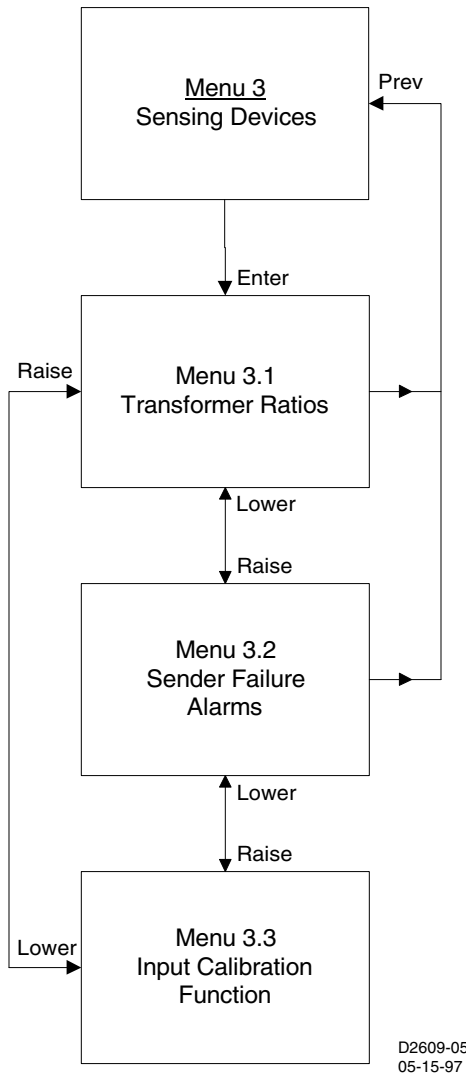 Menu 3
Sensing Devices
Prev
Enter
Raise
Menu 3.1
Transformer Ratios
Lower
Raise
Menu 3.2
Sender Failure
Alarms
Lower
Raise
Lower
Menu 3.3
Input Calibration
Function
D2609-05
05-15-97